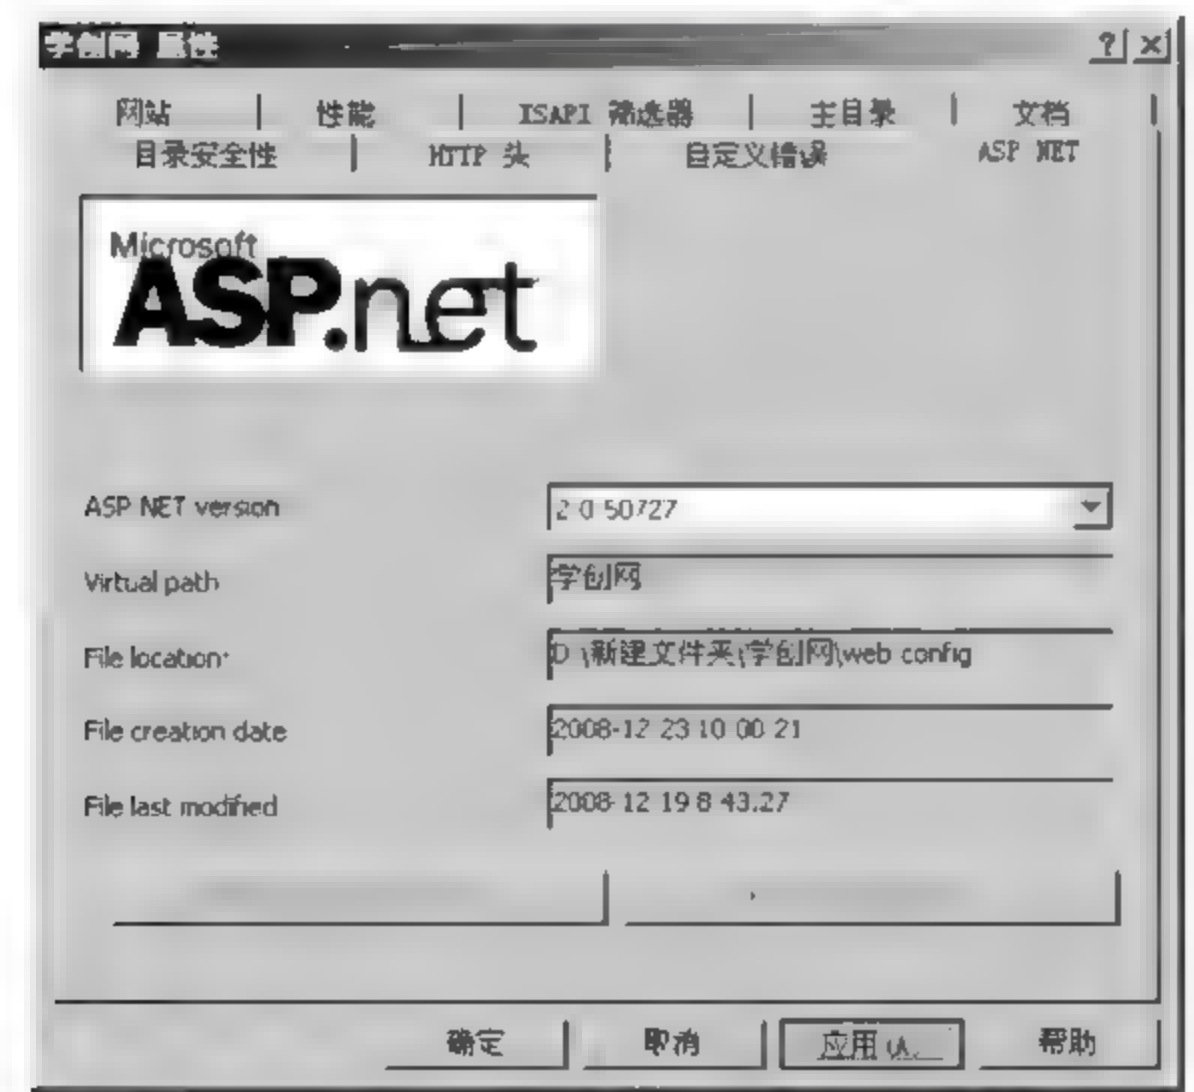 学创网 属性
网站 性能 ISAPI 筛选器 主目录 文档
目录安全性 HTTP 头 自定义错误 ASP NET
Microsoft
ASP.net
ASP NET version 2 0 50727
Virtual path 学创网
File location: D \新建文件夹\学创网\web config
File creation date 2008-12 23 10 00 21
File last modified 2008-12 19 8 43.27
确定 取消 应用 (A. 帮助